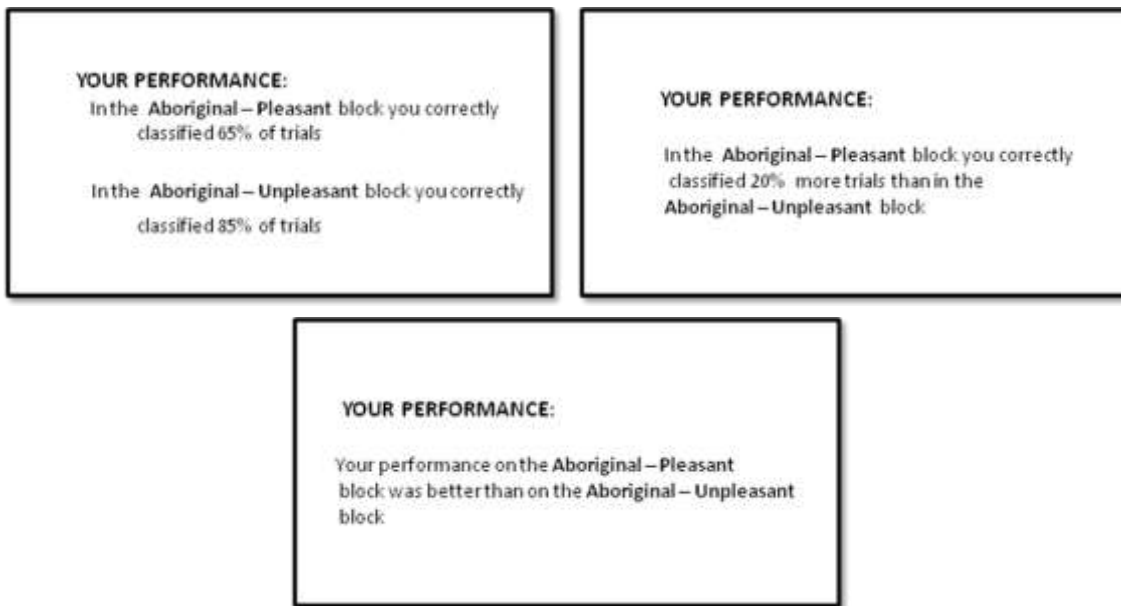 YOUR PERFORMANCE:
In the Aboriginal – Pleasant block you correctly
classified 65% of trials
In the Aboriginal – Unpleasant block you correctly
classified 85% of trials
YOUR PERFORMANCE:
In the Aboriginal – Pleasant block you correctly
classified 20% more trials than in the
Aboriginal – Unpleasant block
YOUR PERFORMANCE:
Your performance on the Aboriginal – Pleasant
block was better than on the Aboriginal – Unpleasant
block